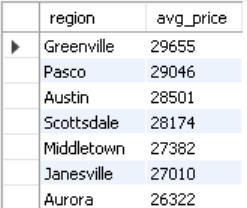 region avg_price
Greenville 29655
Pasco 29046
Austin 28501
Scottsdale 28174
Middletown 27382
Janesville 27010
Aurora 26322